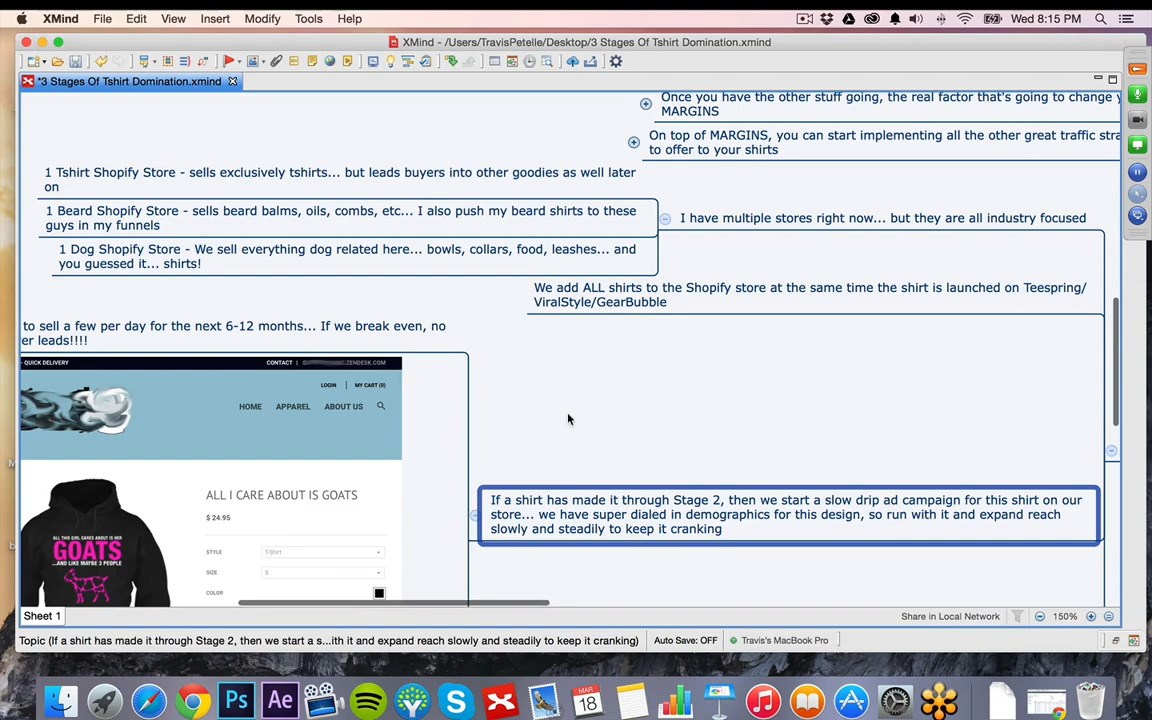 XMind File Edit View Insert Modify Tools Help Wed 8:15 PM
XMind - /Users/TravisPetelle/Desktop/3 Stages Of Tshirt Domination.xmind
*3 Stages Of Tshirt Domination.xmind
Once you have the other stuff going, the real factor that's going to change
MARGINS
On top of MARGINS, you can start implementing all the other great traffic stra
to offer to your shirts
1 Tshirt Shopify Store - sells exclusively tshirts... but leads buyers into other goodies as well later
on
1 Beard Shopify Store - sells beard balms, oils, combs, etc... I also push my beard shirts to these
guys in my funnels
I have multiple stores right now... but they are all industry focused
1 Dog Shopify Store - We sell everything dog related here... bowls, collars, food, leashes... and
you guessed it... shirts!
We add ALL shirts to the Shopify store at the same time the shirt is launched on Teespring/
ViralStyle/GearBubble
to sell a few per day for the next 6-12 months... If we break even, no
er leads!!!!
QUICK DELIVERY CONTACT | .ZENDESK.COM
LOGIN | MY CART (0)
HOME APPAREL ABOUT US
ALL I CARE ABOUT IS GOATS
$ 24.95
STYLE T-Shirt
SIZE S
COLOR
ALL THIS GIRL CARES ABOUT IS HER
GOATS
...AND LIKE MAYBE 3 PEOPLE
If a shirt has made it through Stage 2, then we start a slow drip ad campaign for this shirt on our
store... we have super dialed in demographics for this design, so run with it and expand reach
slowly and steadily to keep it cranking
Sheet 1 Share in Local Network 150%
Topic (If a shirt has made it through Stage 2, then we start a s...ith it and expand reach slowly and steadily to keep it cranking) Auto Save: OFF Travis's MacBook Pro
Ps Ae MAR 18